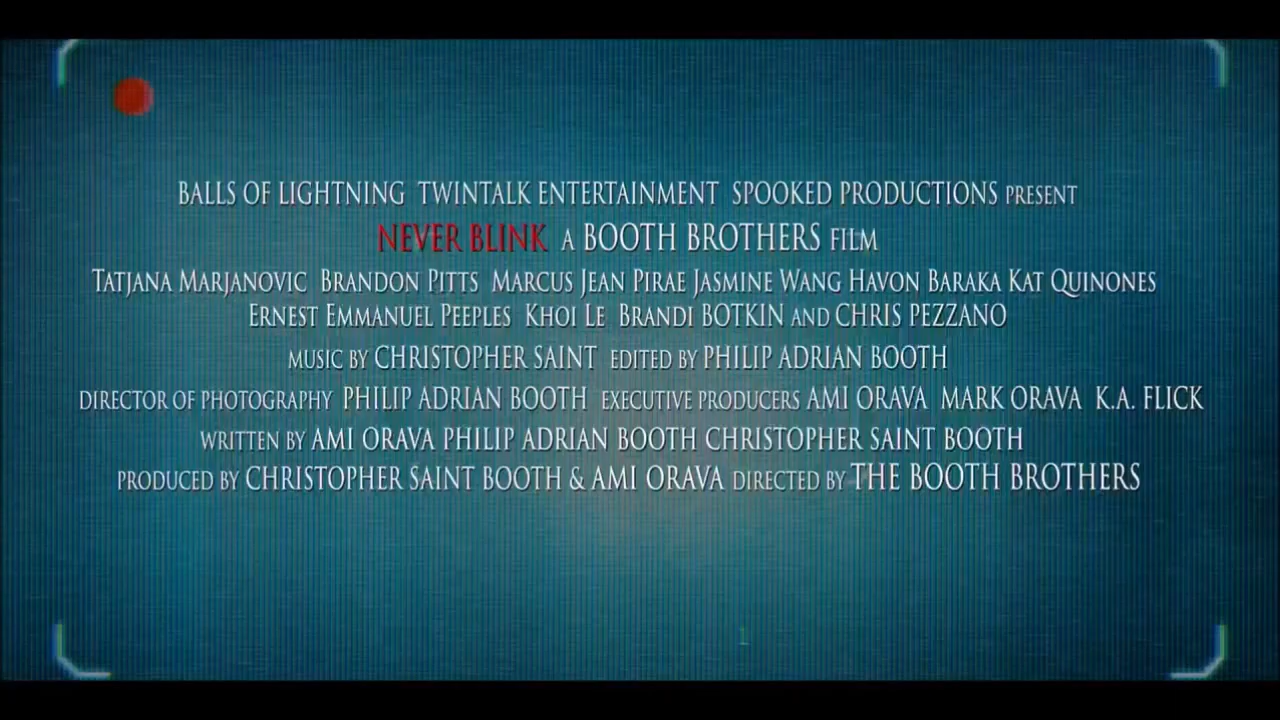 BALLS OF LIGHTNING TWINTALK ENTERTAINMENT SPOOKED PRODUCTIONS PRESENT
NEVER BLINK A BOOTH BROTHERS FILM
TATJANA MARJANOVIC BRANDON PITTS MARCUS JEAN PIRAE JASMINE WANG HAVON BARAKA KAT QUINONES
ERNEST EMMANUEL PEEPLES KHOI LE BRANDI BOTKIN AND CHRIS PEZZANO
MUSIC BY CHRISTOPHER SAINT EDITED BY PHILIP ADRIAN BOOTH
DIRECTOR OF PHOTOGRAPHY PHILIP ADRIAN BOOTH EXECUTIVE PRODUCERS AMI ORAVA MARK ORAVA K.A. FLICK
WRITTEN BY AMI ORAVA PHILIP ADRIAN BOOTH CHRISTOPHER SAINT BOOTH
PRODUCED BY CHRISTOPHER SAINT BOOTH & AMI ORAVA DIRECTED BY THE BOOTH BROTHERS